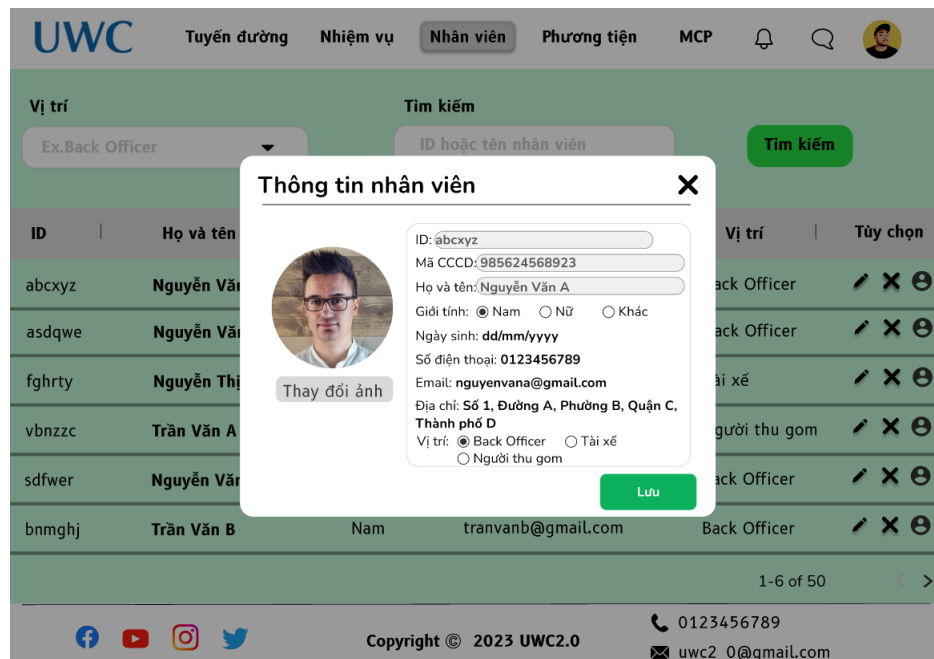 UWC Tuyến đường Nhiệm vụ Nhân viên Phương tiện MCP
Vị trí Tìm kiếm
Ex.Back Officer ID hoặc tên nhân viên Tìm kiếm
Thông tin nhân viên
ID: abcxyz
Mã CCCD: 985624568923
Họ và tên: Nguyễn Văn A
Giới tính: Nam Nữ Khác
Ngày sinh: dd/mm/yyyy
Số điện thoại: 0123456789
Email: nguyenvana@gmail.com
Địa chỉ: Số 1, Đường A, Phường B, Quận C,
Thành phố D
Vị trí: Back Officer Tài xế
Người thu gom
Thay đổi ảnh
Lưu
ID Họ và tên Vị trí Tùy chọn
abcxyz Nguyễn Văn Officer
asdqwe Nguyễn Văn Officer
fghrty Nguyễn Thị xế
vbnzzc Trần Văn A thu gom
sdfwer Nguyễn Văn Officer
bnmghj Trần Văn B Nam tranvanb@gmail.com Back Officer
1-6 of 50
Copyright © 2023 UWC2.0
0123456789
uwc2_0@gmail.com